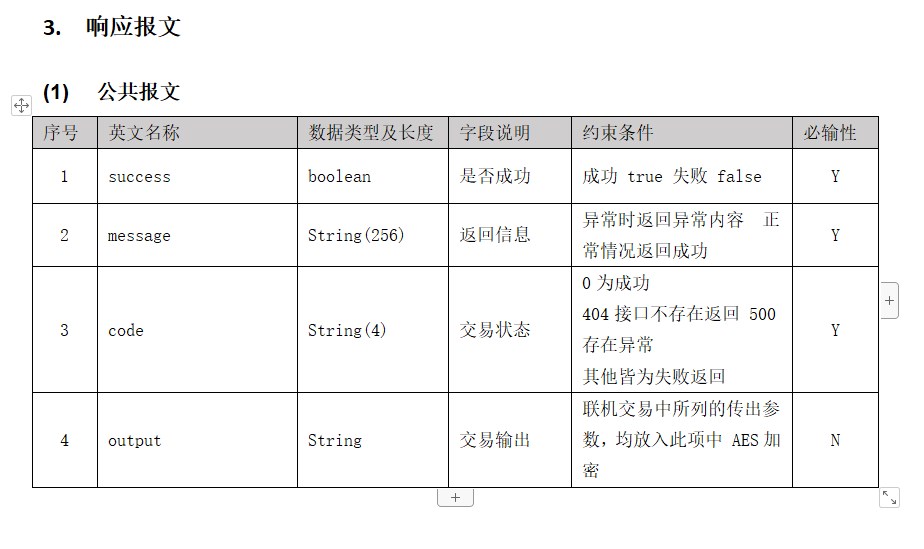 3. 响应报文
(1) 公共报文
序号 英文名称 数据类型及长度 字段说明 约束条件 必输性
1 success boolean 是否成功 成功 true 失败 false Y
2 message String(256) 返回信息 异常时返回异常内容 正
常情况返回成功 Y
3 code String(4) 交易状态 0 为成功
404 接口不存在返回 500
存在异常
其他皆为失败返回 Y
4 output String 交易输出 联机交易中所列的传出参
数,均放入此项中 AES 加
密 N